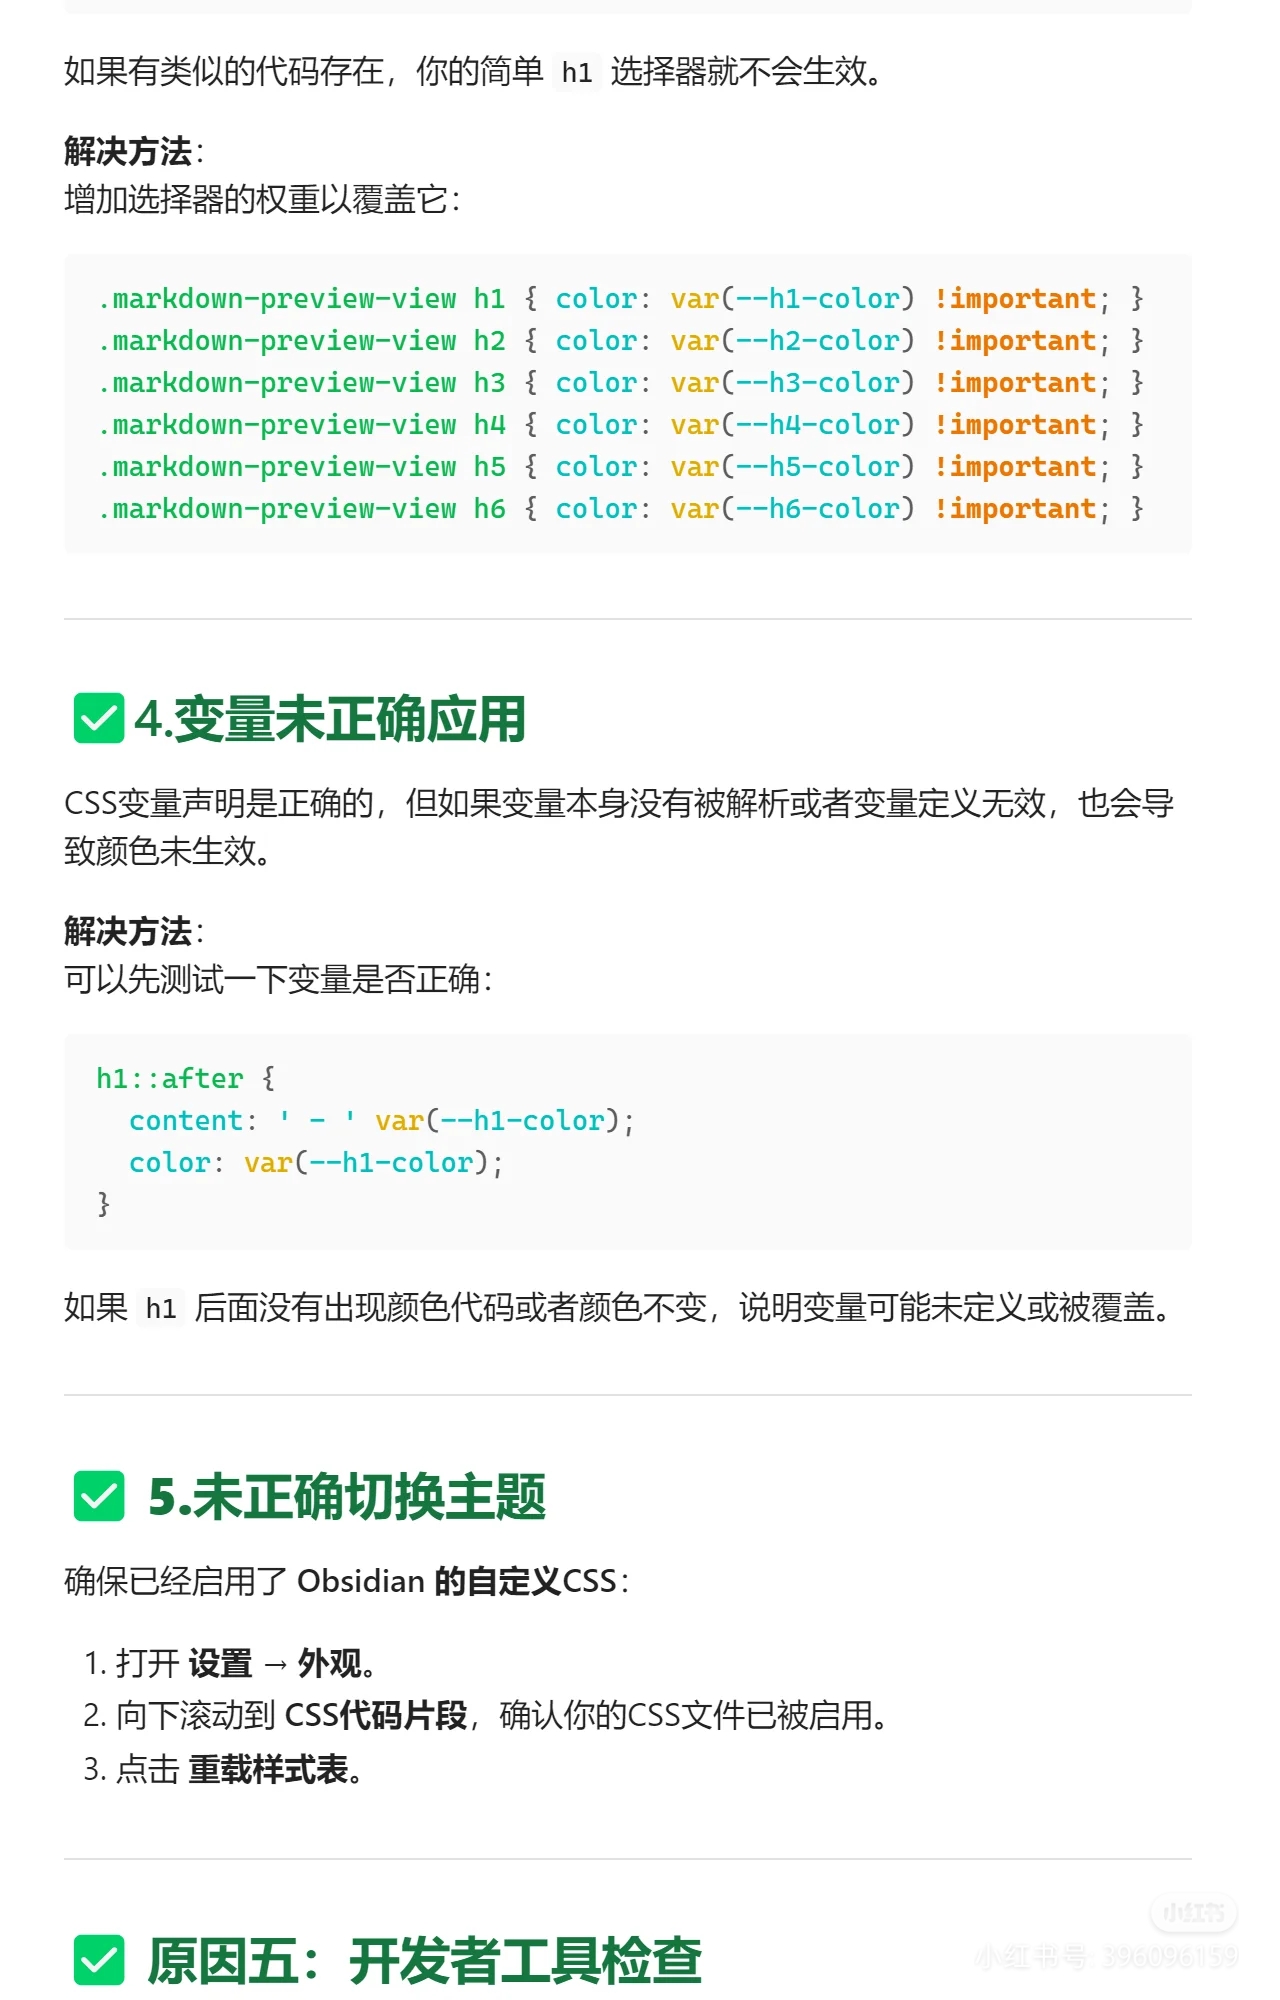 如果有类似的代码存在，你的简单 h1 选择器就不会生效。
解决方法：
增加选择器的权重以覆盖它：
.markdown-preview-view h1 { color: var(--h1-color) !important; }
.markdown-preview-view h2 { color: var(--h2-color) !important; }
.markdown-preview-view h3 { color: var(--h3-color) !important; }
.markdown-preview-view h4 { color: var(--h4-color) !important; }
.markdown-preview-view h5 { color: var(--h5-color) !important; }
.markdown-preview-view h6 { color: var(--h6-color) !important; }
✅4.变量未正确应用
CSS变量声明是正确的，但如果变量本身没有被解析或者变量定义无效，也会导
致颜色未生效。
解决方法：
可以先测试一下变量是否正确：
h1::after {
  content: ' - ' var(--h1-color);
  color: var(--h1-color);
}
如果 h1 后面没有出现颜色代码或者颜色不变，说明变量可能未定义或被覆盖。
✅ 5.未正确切换主题
确保已经启用了 Obsidian 的自定义CSS：
1. 打开 设置 → 外观。
2. 向下滚动到 CSS代码片段，确认你的CSS文件已被启用。
3. 点击 重载样式表。
✅ 原因五：开发者工具检查
小红书
小红书号: 396096159